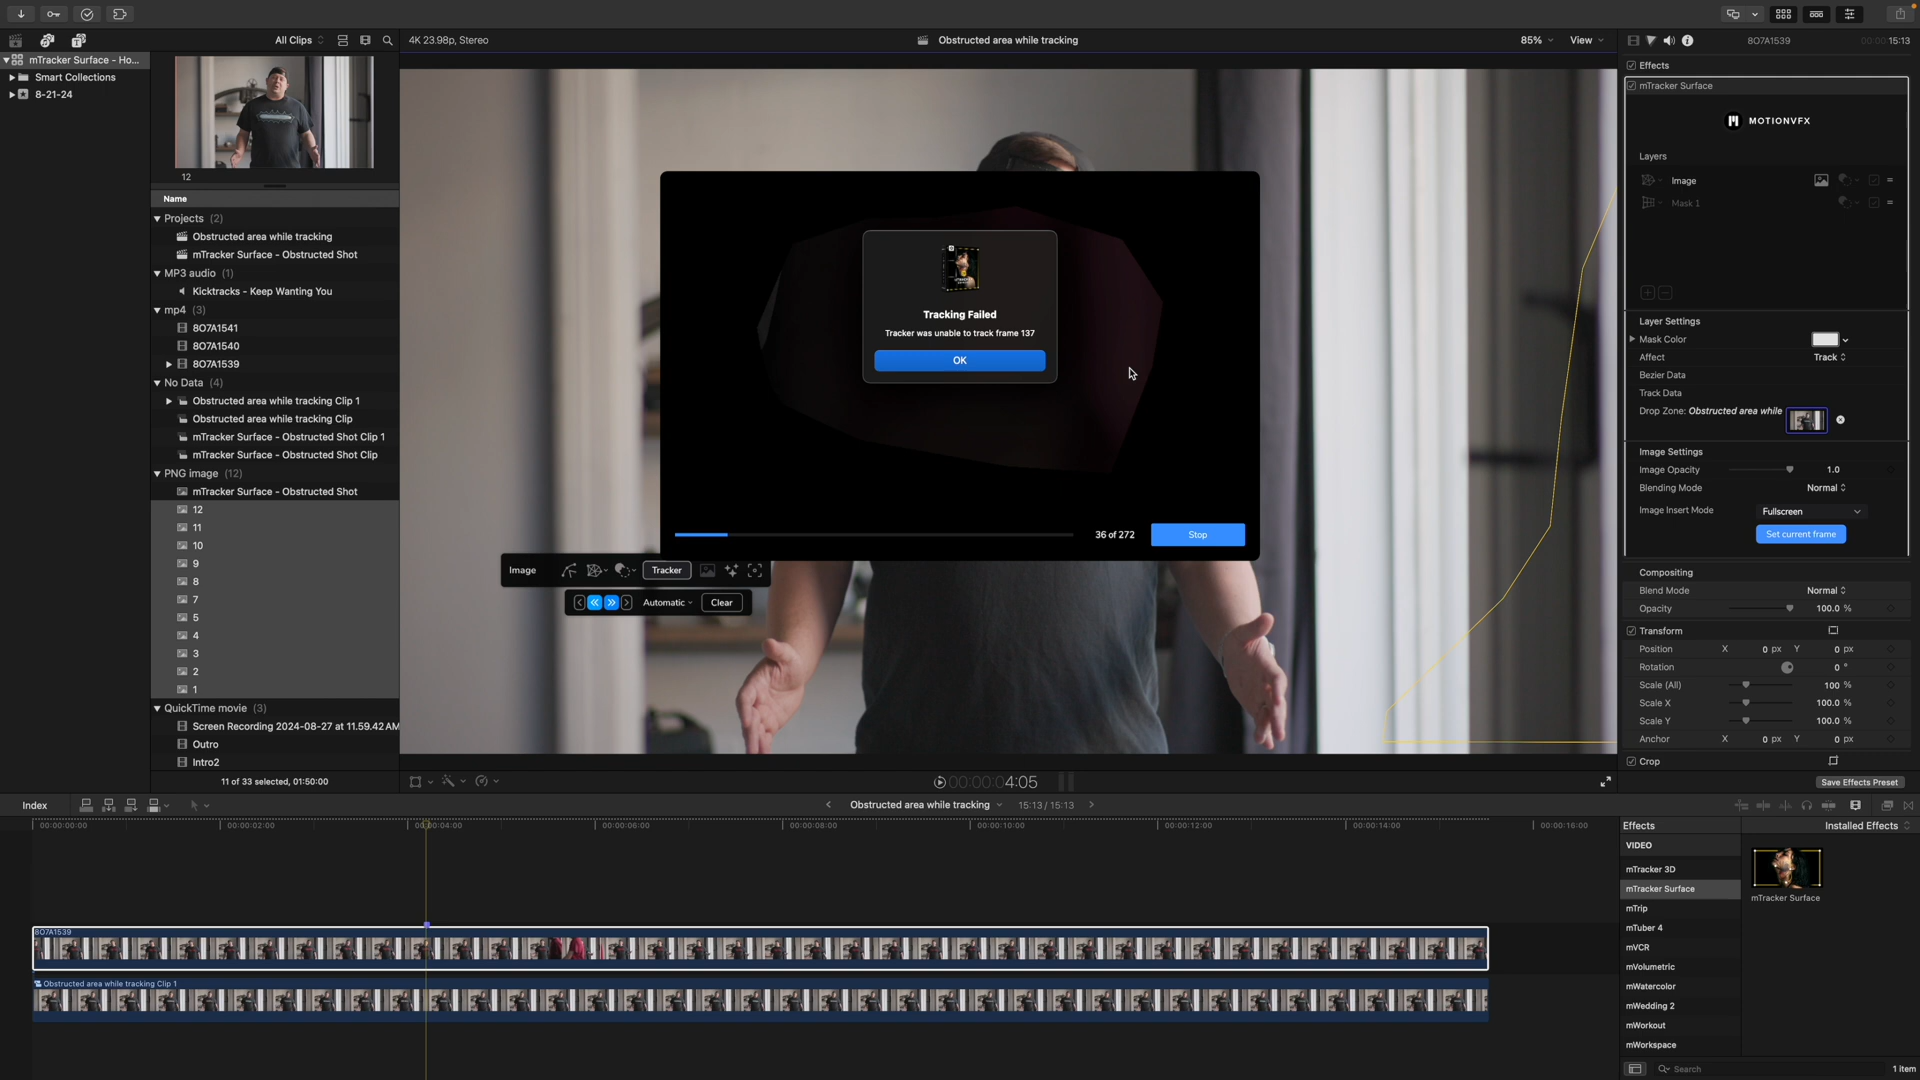 All Clips
4K 23.98p, Stereo
Obstructed area while tracking
85%
View
8O7A1539
00:00:15:13
mTracker Surface - Ho...
Smart Collections
8-21-24
12
Name
Projects (2)
Obstructed area while tracking
mTracker Surface - Obstructed Shot
MP3 audio (1)
Kicktracks - Keep Wanting You
mp4 (3)
8O7A1541
8O7A1540
8O7A1539
No Data (4)
Obstructed area while tracking Clip 1
Obstructed area while tracking Clip
mTracker Surface - Obstructed Shot Clip 1
mTracker Surface - Obstructed Shot Clip
PNG image (12)
mTracker Surface - Obstructed Shot
12
11
10
9
8
7
5
4
3
2
1
QuickTime movie (3)
Screen Recording 2024-08-27 at 11.59.42 AM
Outro
Intro2
11 of 33 selected, 01:50:00
Tracking Failed
Tracker was unable to track frame 137
OK
36 of 272
Stop
Image
Tracker
Automatic
Clear
00:00:04:05
Effects
mTracker Surface
MOTIONVFX
Layers
Image
Mask 1
Layer Settings
Mask Color
Affect Track
Bezier Data
Track Data
Drop Zone: Obstructed area while
Image Settings
Image Opacity 1.0
Blending Mode Normal
Image Insert Mode Fullscreen
Set current frame
Compositing
Blend Mode Normal
Opacity 100.0 %
Transform
Position X 0 px Y 0 px
Rotation 0 °
Scale (All) 100 %
Scale X 100.0 %
Scale Y 100.0 %
Anchor X 0 px Y 0 px
Crop
Save Effects Preset
Index
Obstructed area while tracking
15:13 / 15:13
00:00:00:00
00:00:02:00
00:00:04:00
00:00:06:00
00:00:08:00
00:00:10:00
00:00:12:00
00:00:14:00
00:00:16:00
8O7A1539
Obstructed area while tracking Clip 1
Effects
Installed Effects
VIDEO
mTracker 3D
mTracker Surface
mTrip
mTuber 4
mVCR
mVolumetric
mWatercolor
mWedding 2
mWorkout
mWorkspace
mTracker Surface
Search
1 item